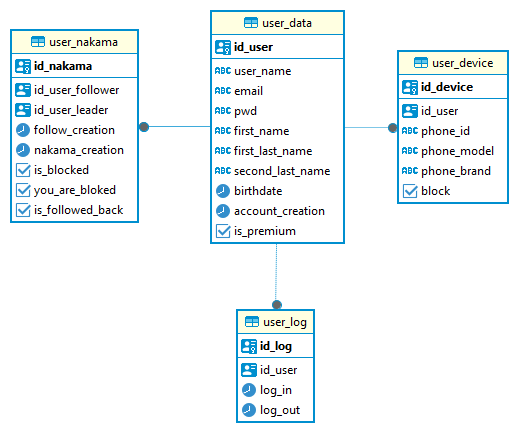 user_nakama
id_nakama
id_user_follower
id_user_leader
follow_creation
nakama_creation
is_blocked
you_are_bloked
is_followed_back
user_data
id_user
ABC user_name
ABC email
ABC pwd
ABC first_name
ABC first_last_name
ABC second_last_name
birthdate
account_creation
is_premium
user_device
id_device
id_user
ABC phone_id
ABC phone_model
ABC phone_brand
block
user_log
id_log
id_user
log_in
log_out